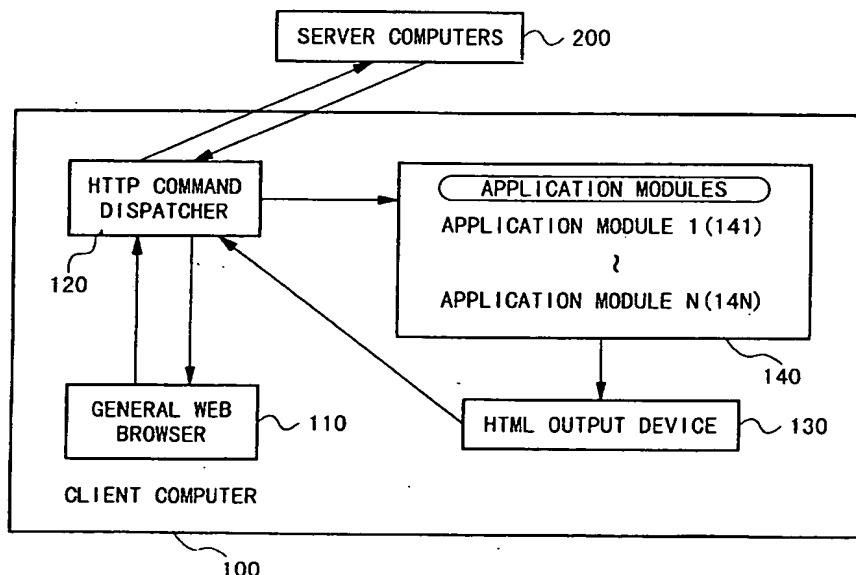 SERVER COMPUTERS
200
HTTP COMMAND
DISPATCHER
120
APPLICATION MODULES
APPLICATION MODULE 1(141)
~
APPLICATION MODULE N(14N)
140
GENERAL WEB
BROWSER
110
HTML OUTPUT DEVICE
130
CLIENT COMPUTER
100